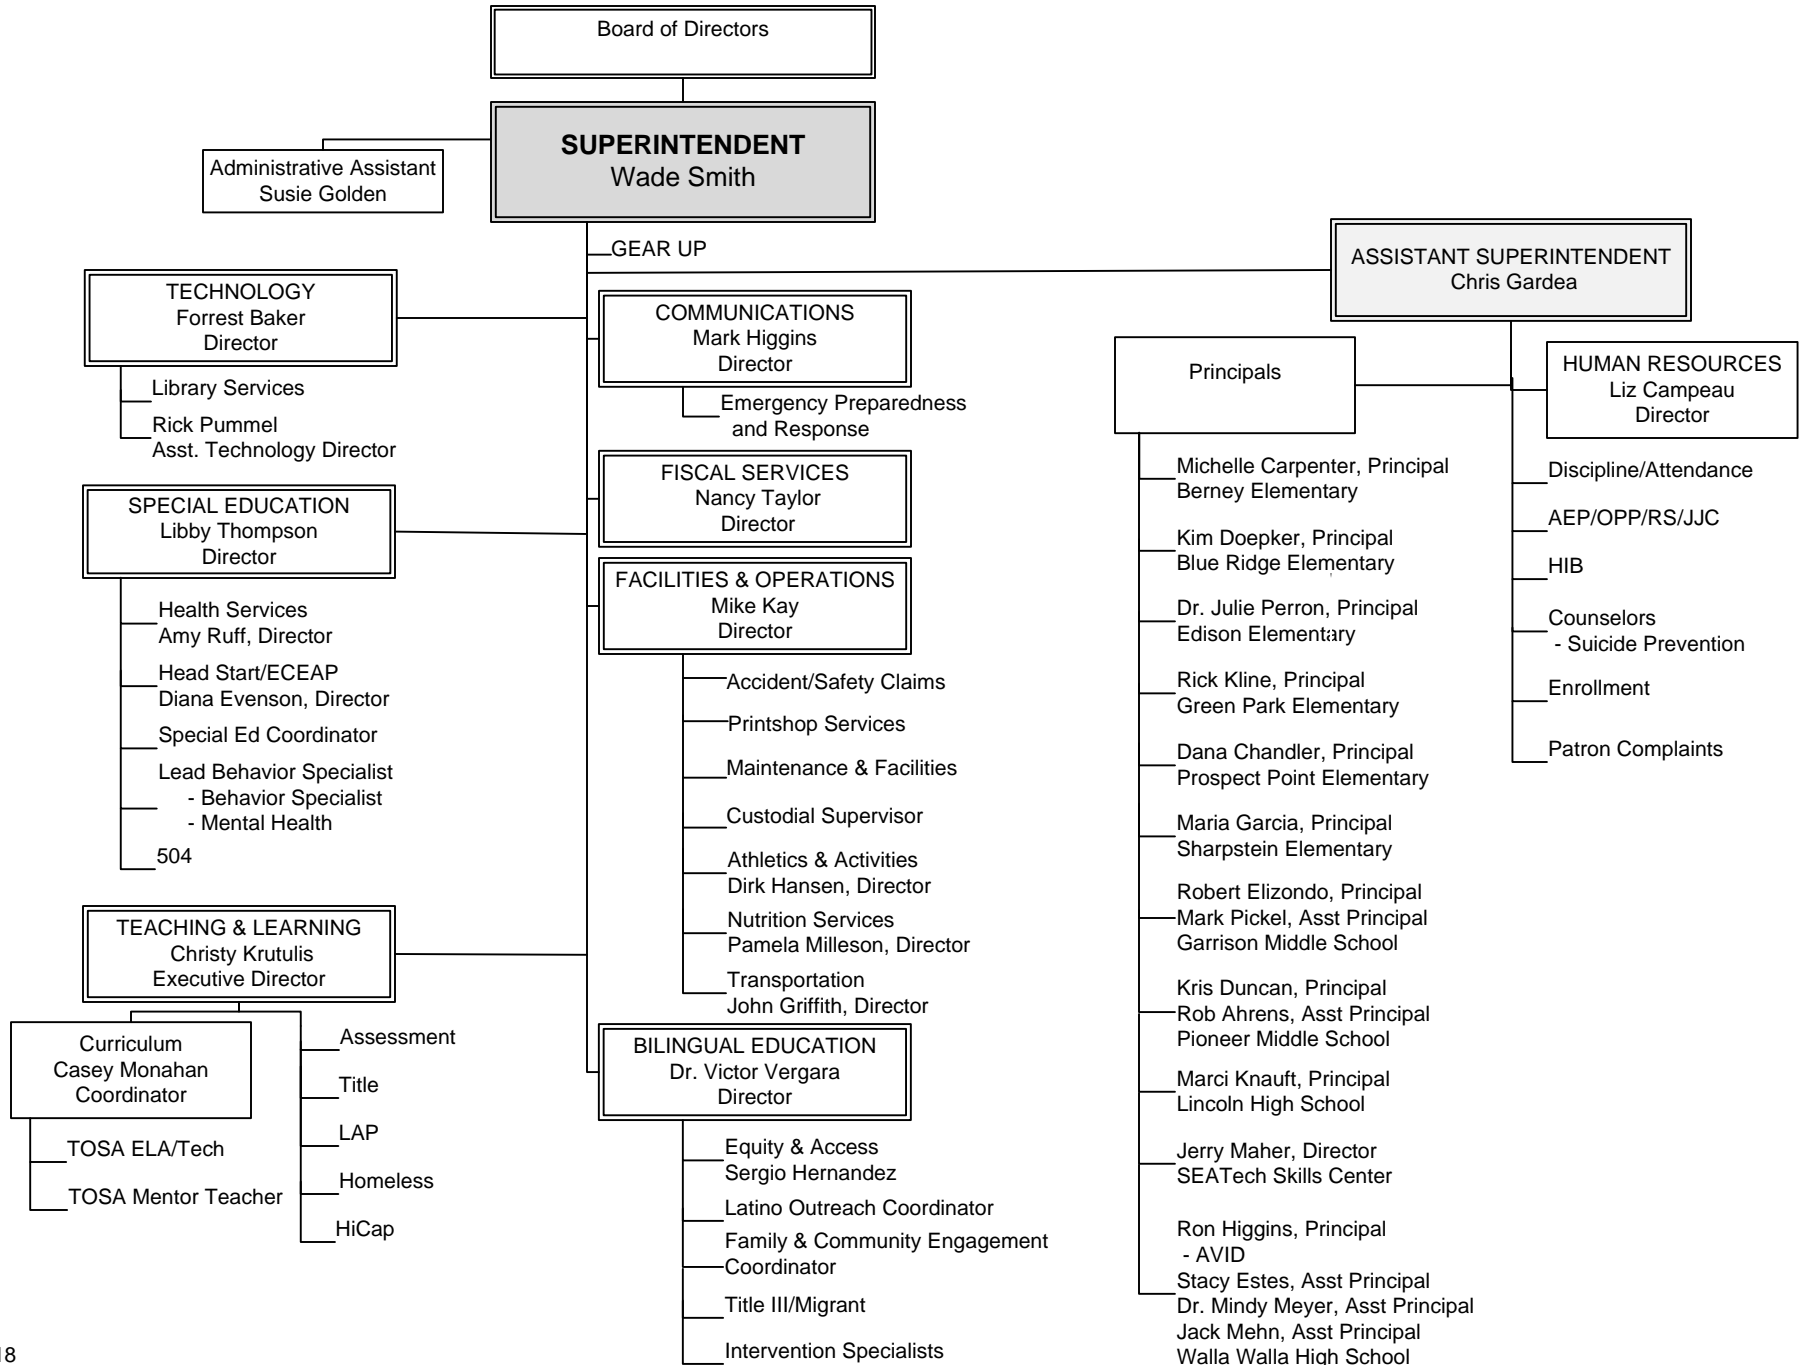 Board of Directors
SUPERINTENDENT
Wade Smith
Administrative Assistant
Susie Golden
GEAR UP
ASSISTANT SUPERINTENDENT
Chris Gardea
TECHNOLOGY
Forrest Baker
Director
Library Services
Rick Pummel
Asst. Technology Director
SPECIAL EDUCATION
Libby Thompson
Director
Health Services
Amy Ruff, Director
Head Start/ECEAP
Diana Evenson, Director
Special Ed Coordinator
Lead Behavior Specialist
- Behavior Specialist
- Mental Health
504
TEACHING & LEARNING
Christy Krutulis
Executive Director
Curriculum
Casey Monahan
Coordinator
TOSA ELA/Tech
TOSA Mentor Teacher
Assessment
Title
LAP
Homeless
HiCap
COMMUNICATIONS
Mark Higgins
Director
Emergency Preparedness
and Response
FISCAL SERVICES
Nancy Taylor
Director
FACILITIES & OPERATIONS
Mike Kay
Director
Accident/Safety Claims
Printshop Services
Maintenance & Facilities
Custodial Supervisor
Athletics & Activities
Dirk Hansen, Director
Nutrition Services
Pamela Milleson, Director
Transportation
John Griffith, Director
BILINGUAL EDUCATION
Dr. Victor Vergara
Director
Equity & Access
Sergio Hernandez
Latino Outreach Coordinator
Family & Community Engagement
Coordinator
Title III/Migrant
Intervention Specialists
Principals
Michelle Carpenter, Principal
Berney Elementary
Kim Doepker, Principal
Blue Ridge Elementary
Dr. Julie Perron, Principal
Edison Elementary
Rick Kline, Principal
Green Park Elementary
Dana Chandler, Principal
Prospect Point Elementary
Maria Garcia, Principal
Sharpstein Elementary
Robert Elizondo, Principal
Mark Pickel, Asst Principal
Garrison Middle School
Kris Duncan, Principal
Rob Ahrens, Asst Principal
Pioneer Middle School
Marci Knauft, Principal
Lincoln High School
Jerry Maher, Director
SEATech Skills Center
Ron Higgins, Principal
- AVID
Stacy Estes, Asst Principal
Dr. Mindy Meyer, Asst Principal
Jack Mehn, Asst Principal
Walla Walla High School
HUMAN RESOURCES
Liz Campeau
Director
Discipline/Attendance
AEP/OPP/RS/JJC
HIB
Counselors
- Suicide Prevention
Enrollment
Patron Complaints